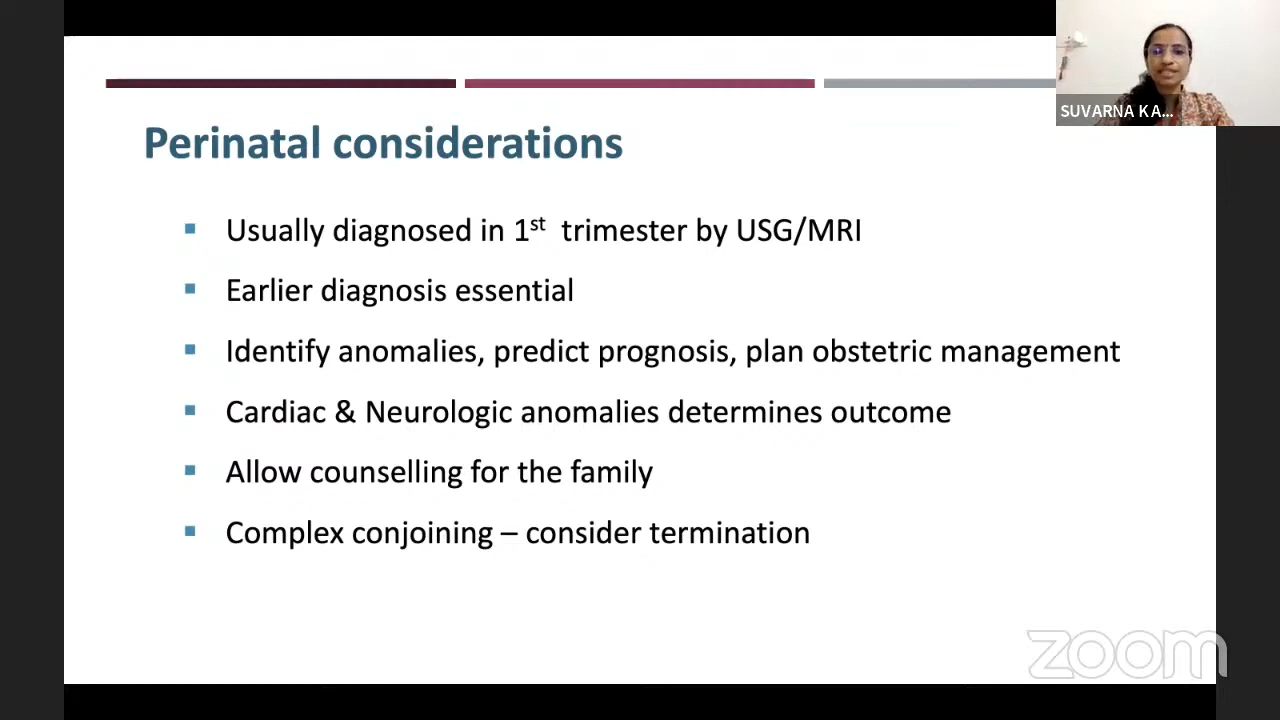 SUVARNA KA...
Perinatal considerations
▪ Usually diagnosed in 1st trimester by USG/MRI
▪ Earlier diagnosis essential
▪ Identify anomalies, predict prognosis, plan obstetric management
▪ Cardiac & Neurologic anomalies determines outcome
▪ Allow counselling for the family
▪ Complex conjoining – consider termination
zoom